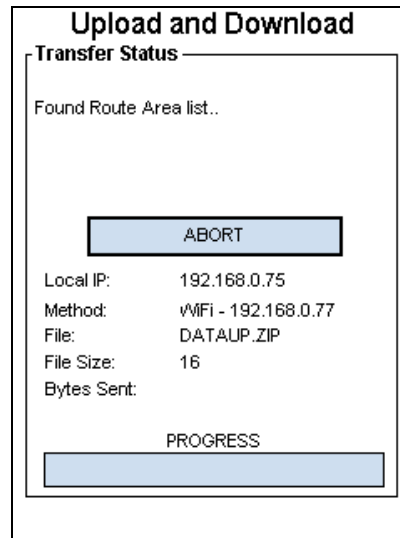 Upload and Download
Transfer Status
Found Route Area list..
ABORT
Local IP: 192.168.0.75
Method: WiFi - 192.168.0.77
File: DATAUP.ZIP
File Size: 16
Bytes Sent:
PROGRESS